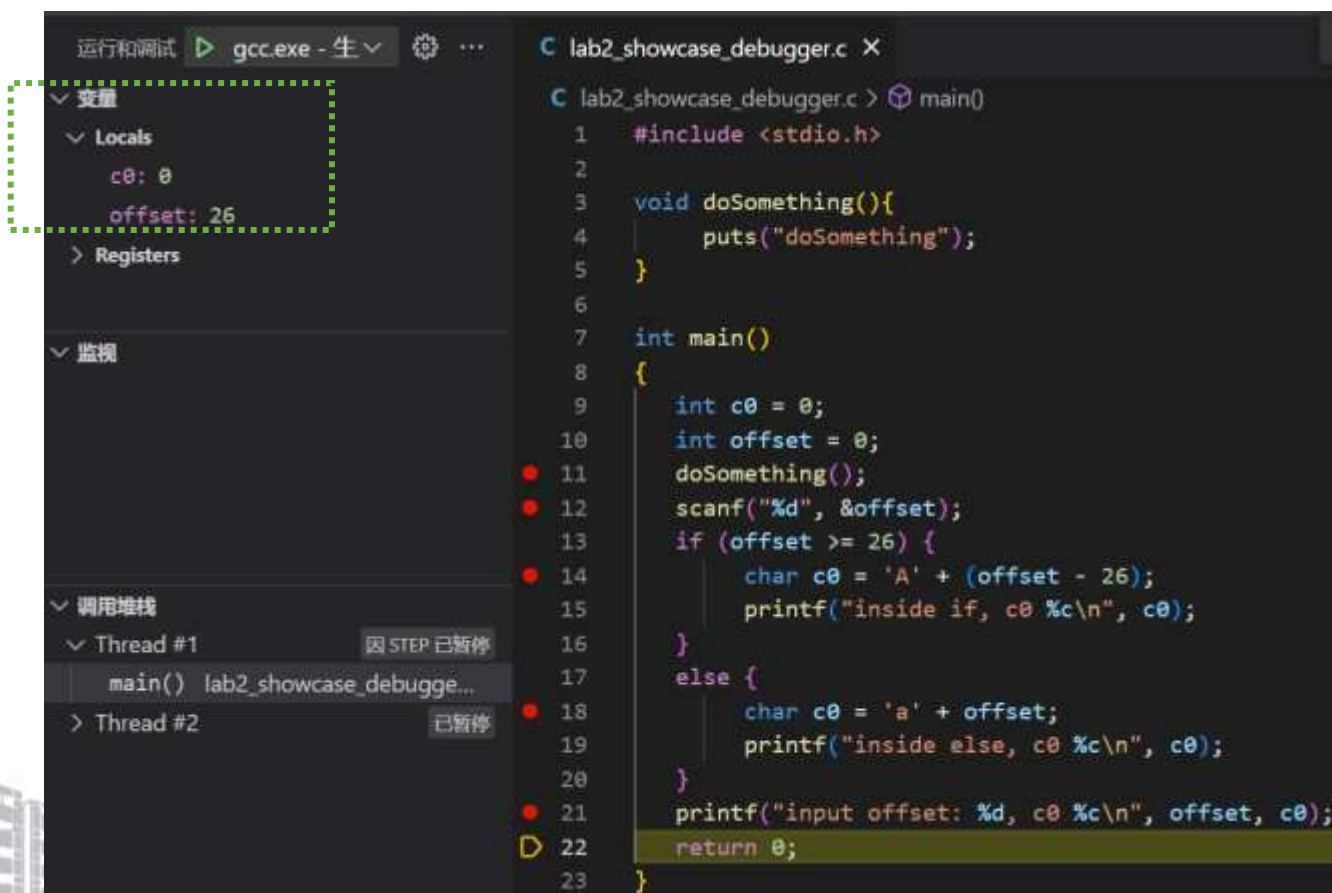 运行和调试 gcc.exe - 生
变量
Locals
c0: 0
offset: 26
Registers
监视
调用堆栈
Thread #1 因 STEP 已暂停
main() lab2_showcase_debugge...
Thread #2 已暂停
C lab2_showcase_debugger.c
C lab2_showcase_debugger.c > main()
1 #include <stdio.h>
2
3 void doSomething(){
4 puts("doSomething");
5 }
6
7 int main()
8 {
9 int c0 = 0;
10 int offset = 0;
11 doSomething();
12 scanf("%d", &offset);
13 if (offset >= 26) {
14 char c0 = 'A' + (offset - 26);
15 printf("inside if, c0 %c\n", c0);
16 }
17 else {
18 char c0 = 'a' + offset;
19 printf("inside else, c0 %c\n", c0);
20 }
21 printf("input offset: %d, c0 %c\n", offset, c0);
22 return 0;
23 }